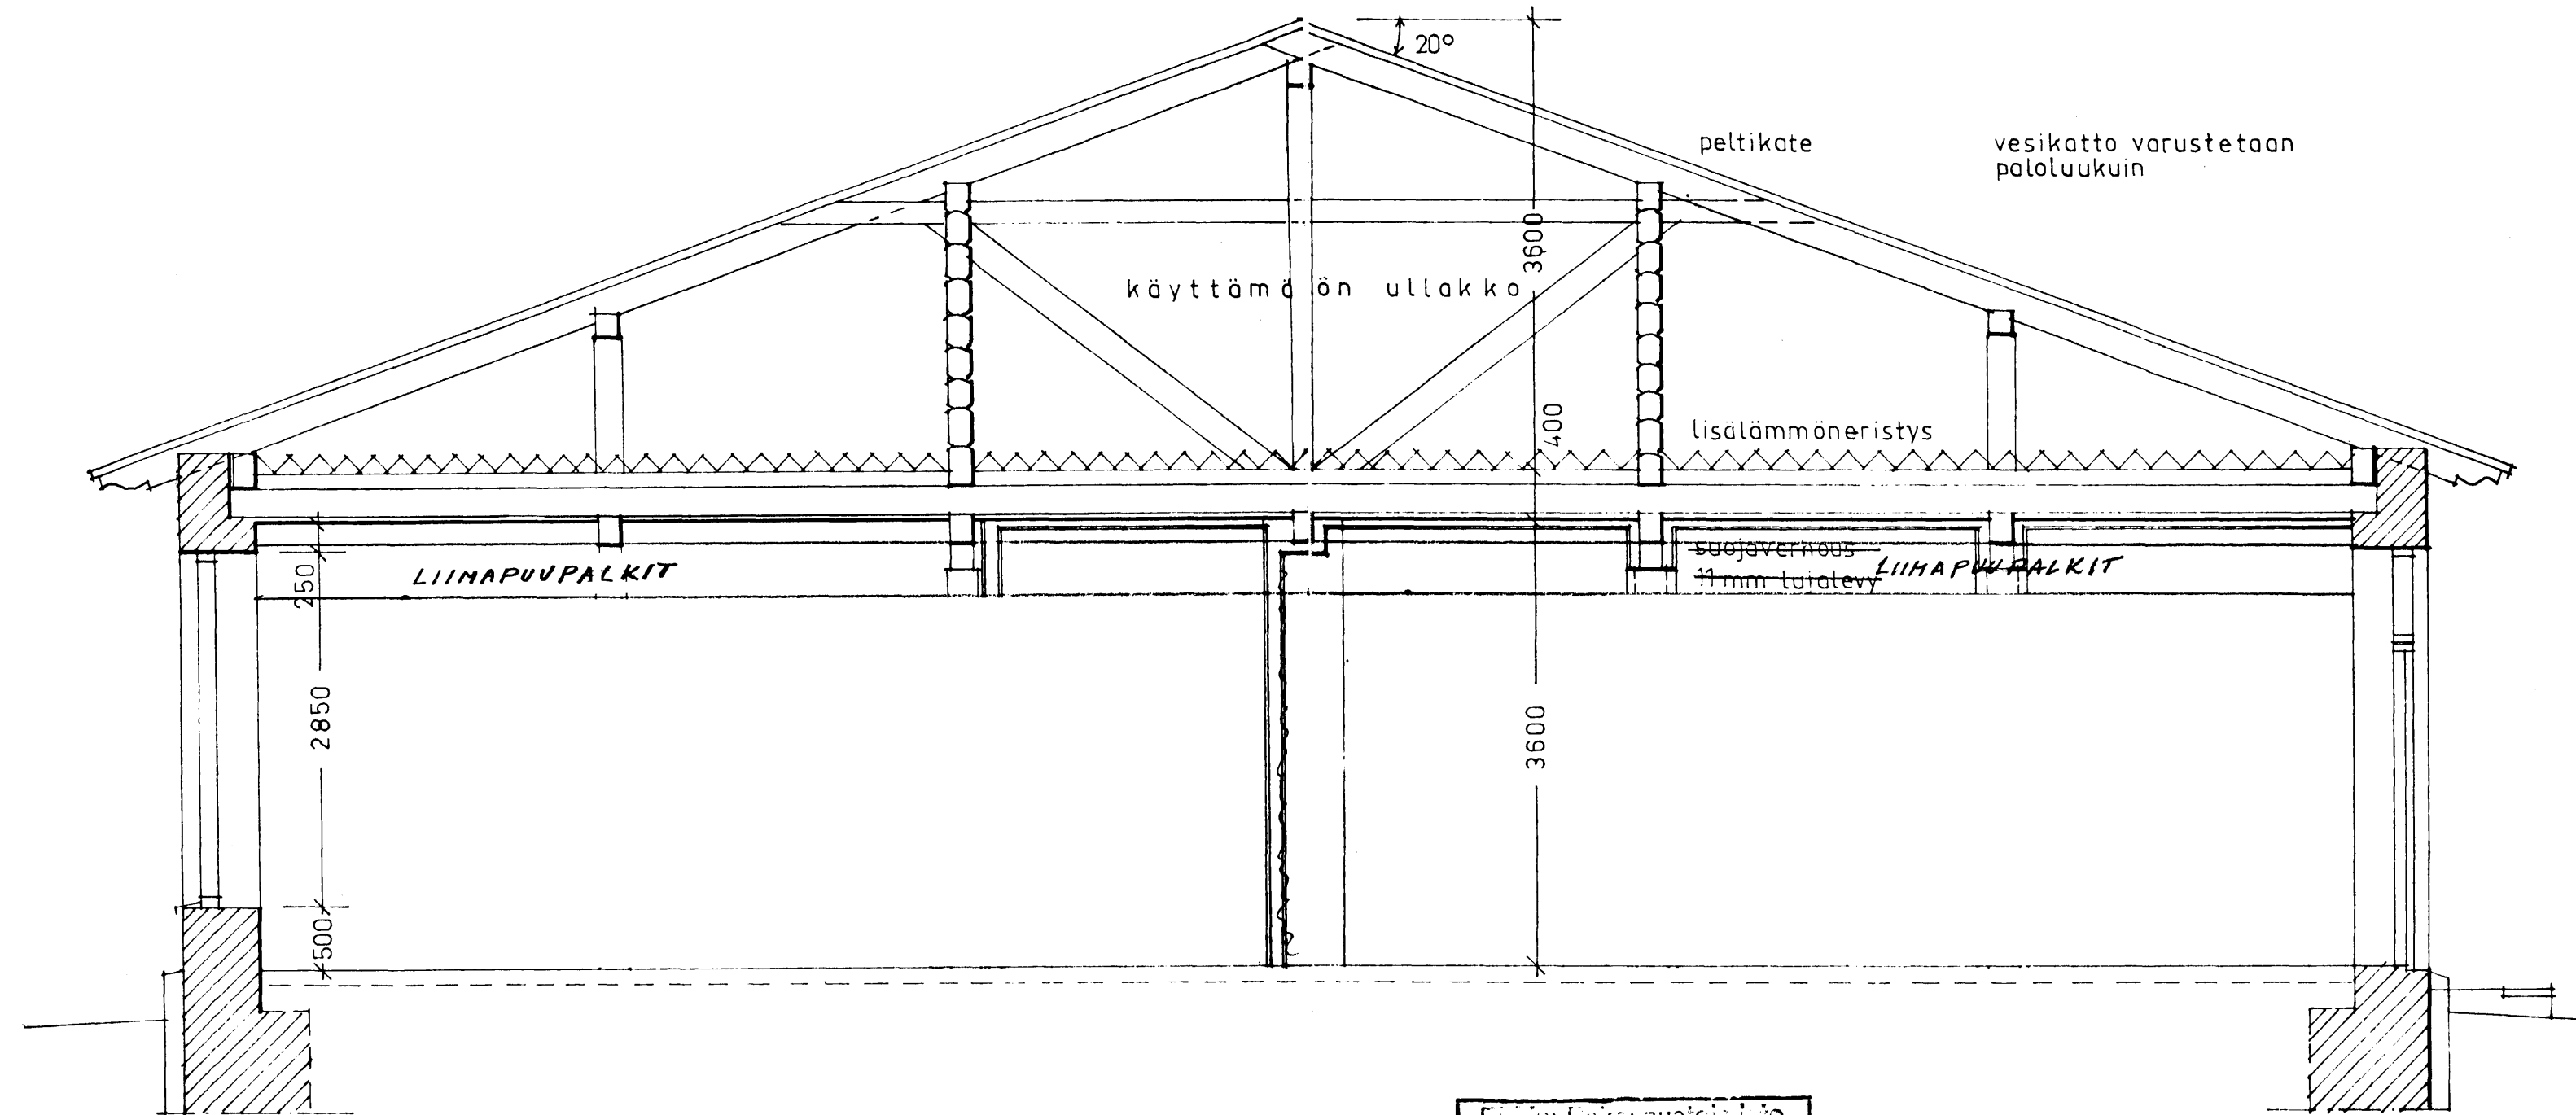 20°
peltikate
vesikatto varustetaan
paloluukuin
3600
käyttämäön ullakko
400
lisälämmöneristys
suojaverhous
11 mm lujalevy
LIIMAPUUPALKIT
LIIMAPUUPALKIT
250
2850
3600
500